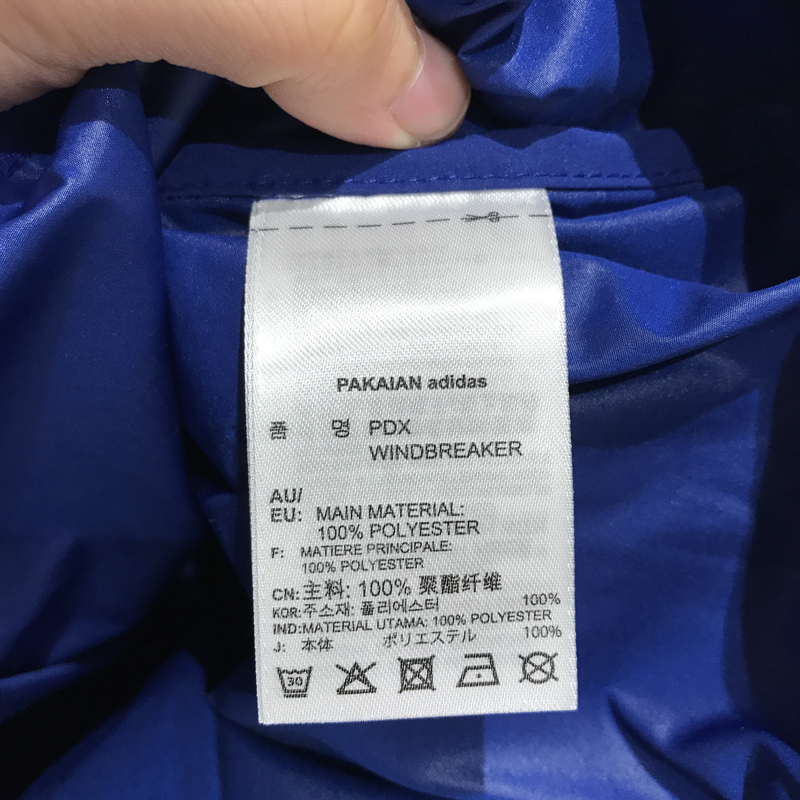 PAKAIAN adidas
품 명 PDX
WINDBREAKER
AU/
EU: MAIN MATERIAL:
100% POLYESTER
F: MATIERE PRINCIPALE:
100% POLYESTER
CN: 主料: 100% 聚酯纤维
KOR: 주소재: 폴리에스터 100%
IND: MATERIAL UTAMA: 100% POLYESTER
J: 本体 ポリエステル 100%
30